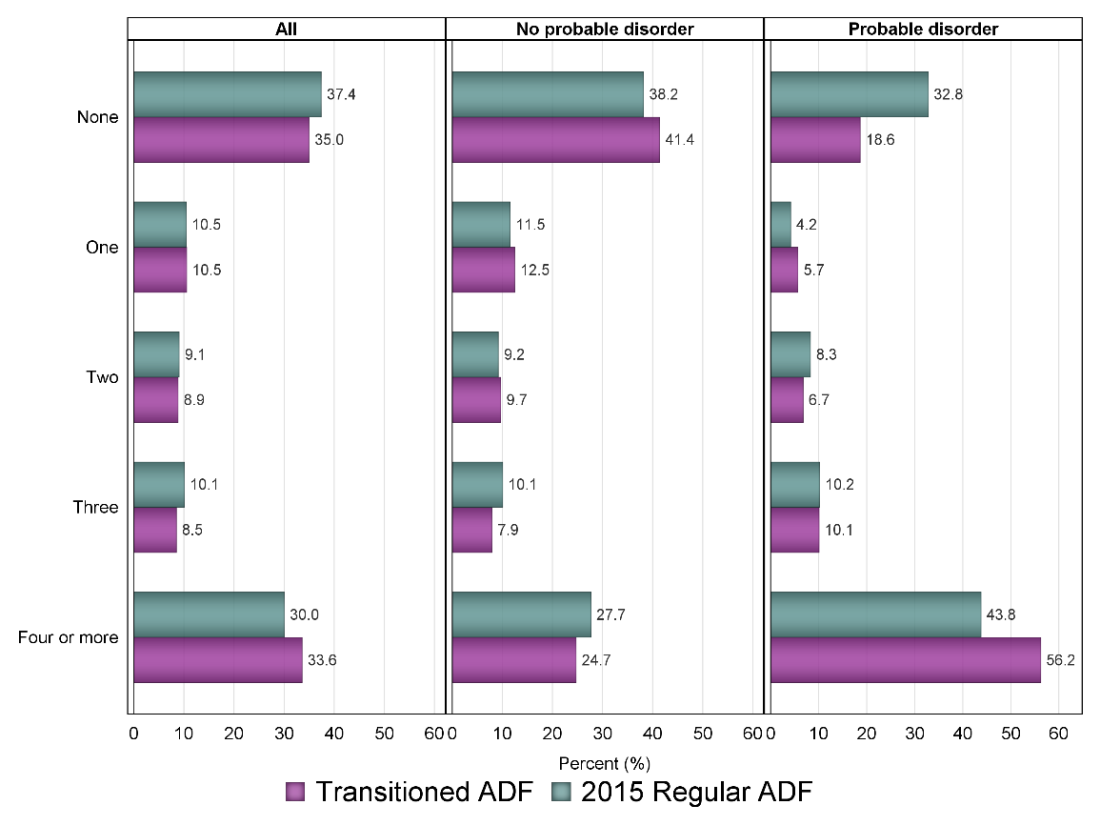 All No probable disorder Probable disorder
None 37.4 38.2 32.8
35.0 41.4 18.6
One 10.5 11.5 4.2
10.5 12.5 5.7
Two 9.1 9.2 8.3
8.9 9.7 6.7
Three 10.1 10.1 10.2
8.5 7.9 10.1
Four or more 30.0 27.7 43.8
33.6 24.7 56.2
0 10 20 30 40 50 60 0 10 20 30 40 50 60 0 10 20 30 40 50 60
Percent (%)
Transitioned ADF 2015 Regular ADF